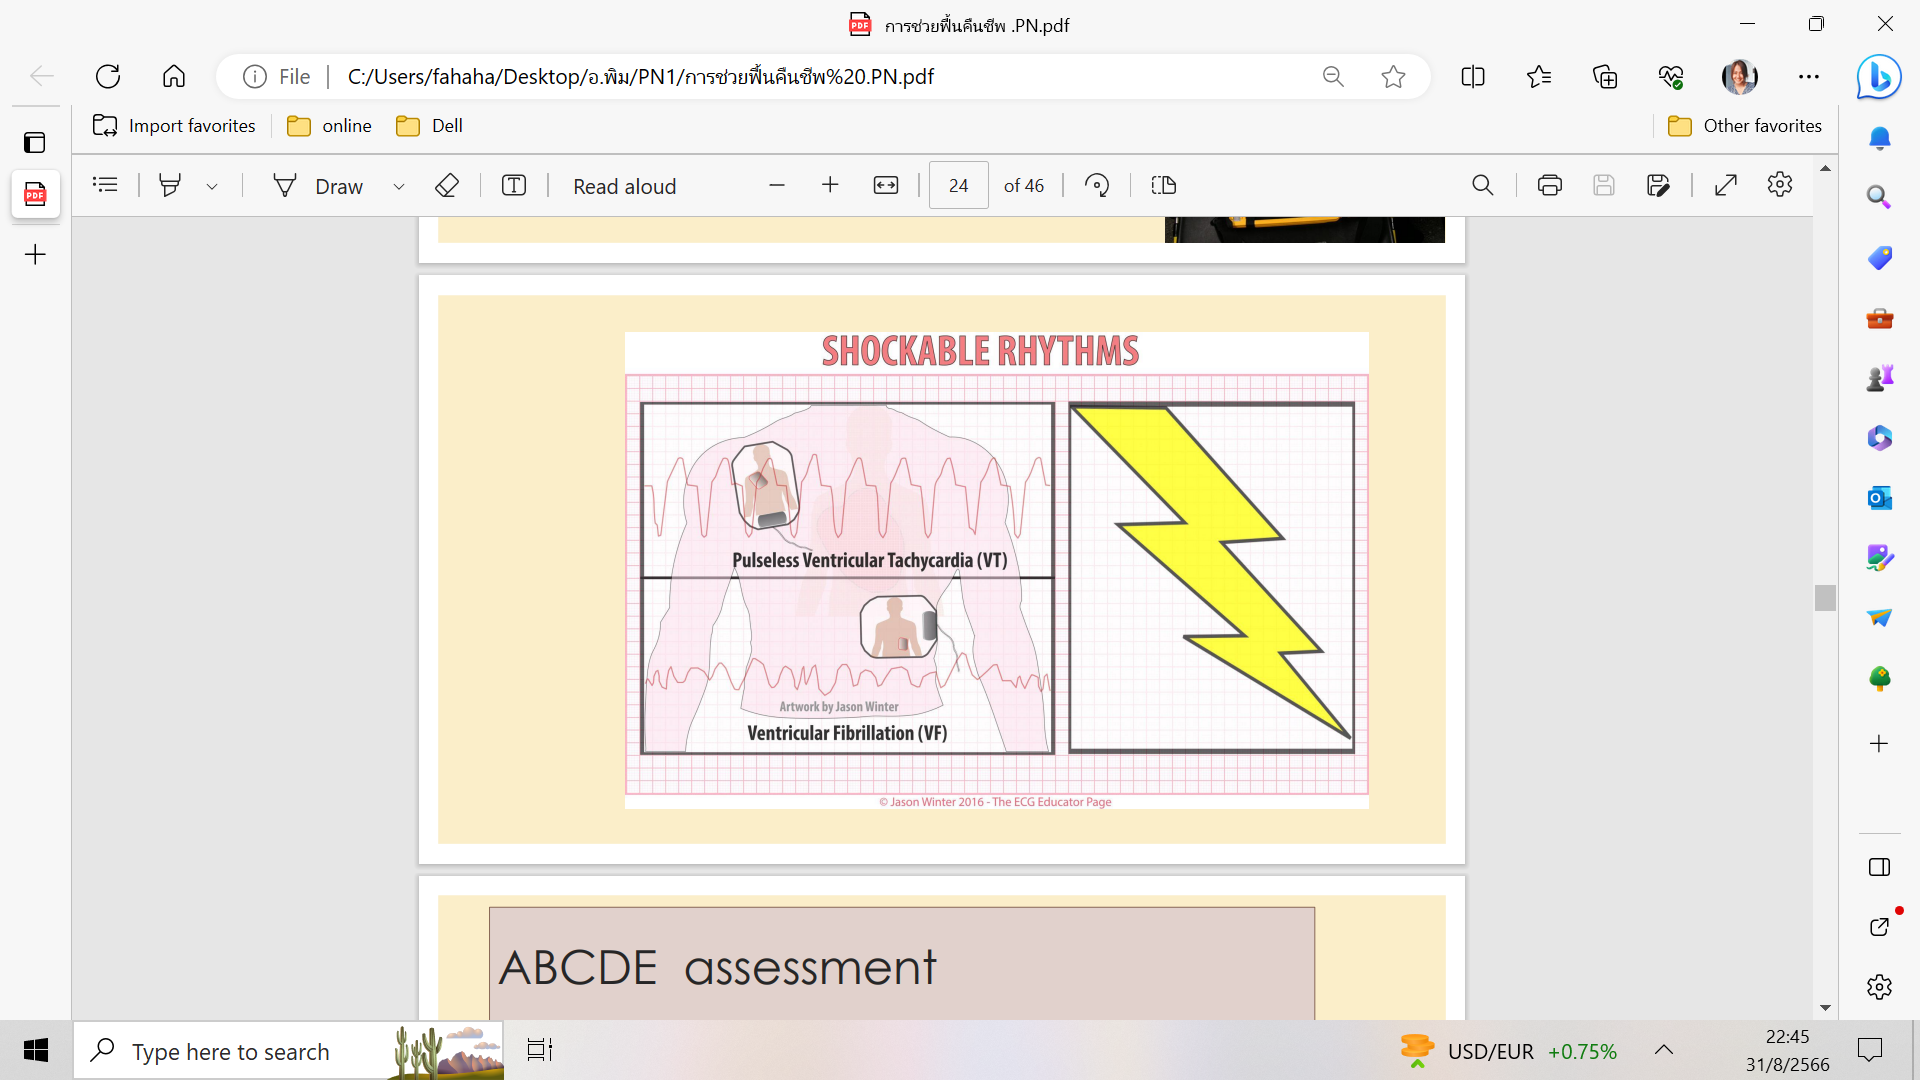 การช่วยฟื้นคืนชีพ .PN.pdf
File
C:/Users/fahaha/Desktop/อ.พิม/PN1/การช่วยฟื้นคืนชีพ%20.PN.pdf
Import favorites
online
Dell
Other favorites
Draw
Read aloud
24
of 46
SHOCKABLE RHYTHMS
Pulseless Ventricular Tachycardia (VT)
Artwork by Jason Winter
Ventricular Fibrillation (VF)
© Jason Winter 2016 - The ECG Educator Page
ABCDE assessment
Type here to search
USD/EUR +0.75%
22:45
31/8/2566